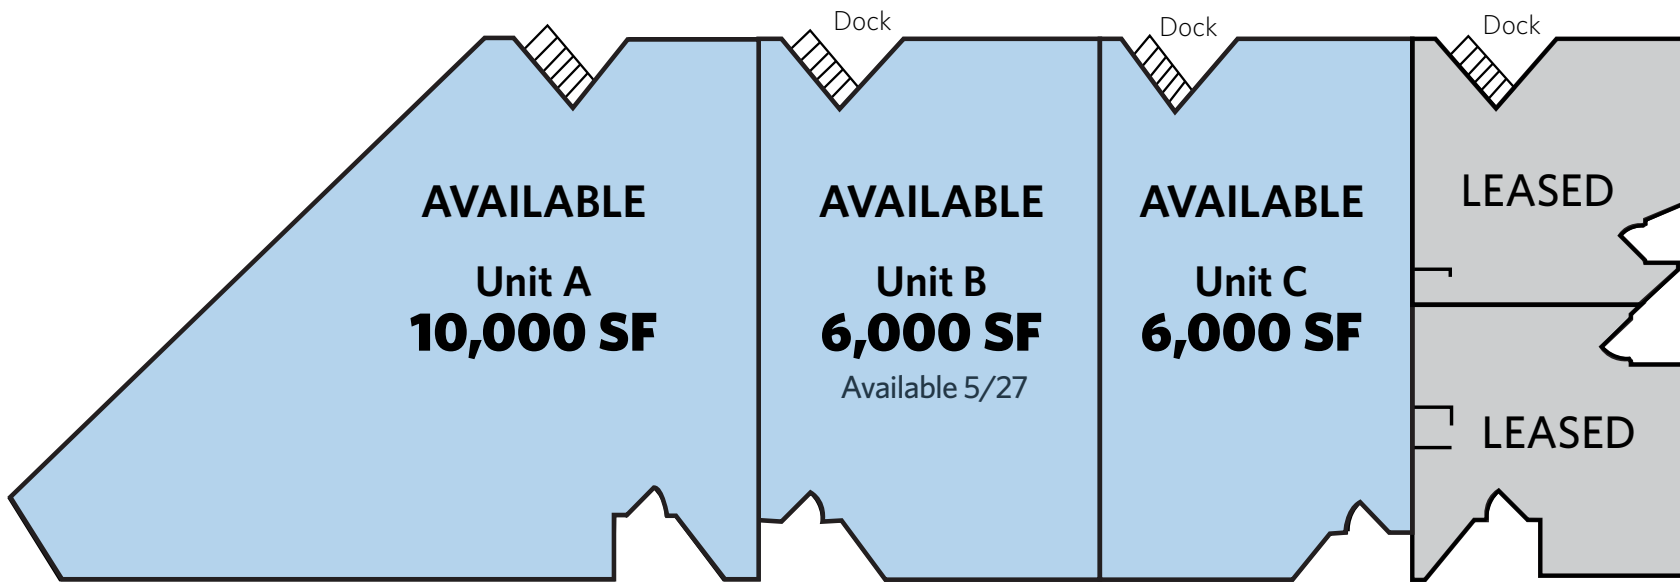 Dock
Dock
Dock
AVAILABLE
Unit A
10,000 SF
AVAILABLE
Unit B
6,000 SF
Available 5/27
AVAILABLE
Unit C
6,000 SF
LEASED
LEASED